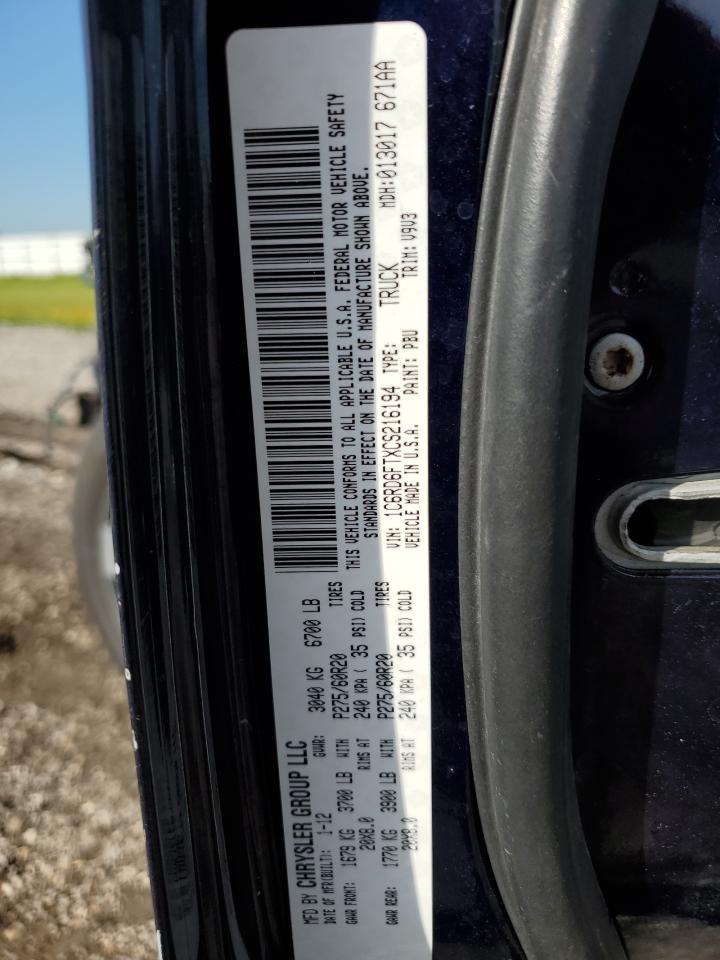 MFD BY CHRYSLER GROUP LLC
DATE OF MFR(BUILT): 1-12 GVWR: 3040 KG 6700 LB
GAWR FRONT: 1679 KG 3700 LB WITH P275/60R20 TIRES
20X8.0 RIMS AT 240 KPA ( 35 PSI) COLD
GAWR REAR: 1770 KG 3900 LB WITH P275/60R20 TIRES
20X8.0 RIMS AT 240 KPA ( 35 PSI) COLD
THIS VEHICLE CONFORMS TO ALL APPLICABLE U.S.A. FEDERAL MOTOR VEHICLE SAFETY
STANDARDS IN EFFECT ON THE DATE OF MANUFACTURE SHOWN ABOVE.
VIN: 1C6RD6FTXCS216194 TYPE: TRUCK MDH:013017 671AA
VEHICLE MADE IN U.S.A. PAINT: PBU TRIM: V9V3